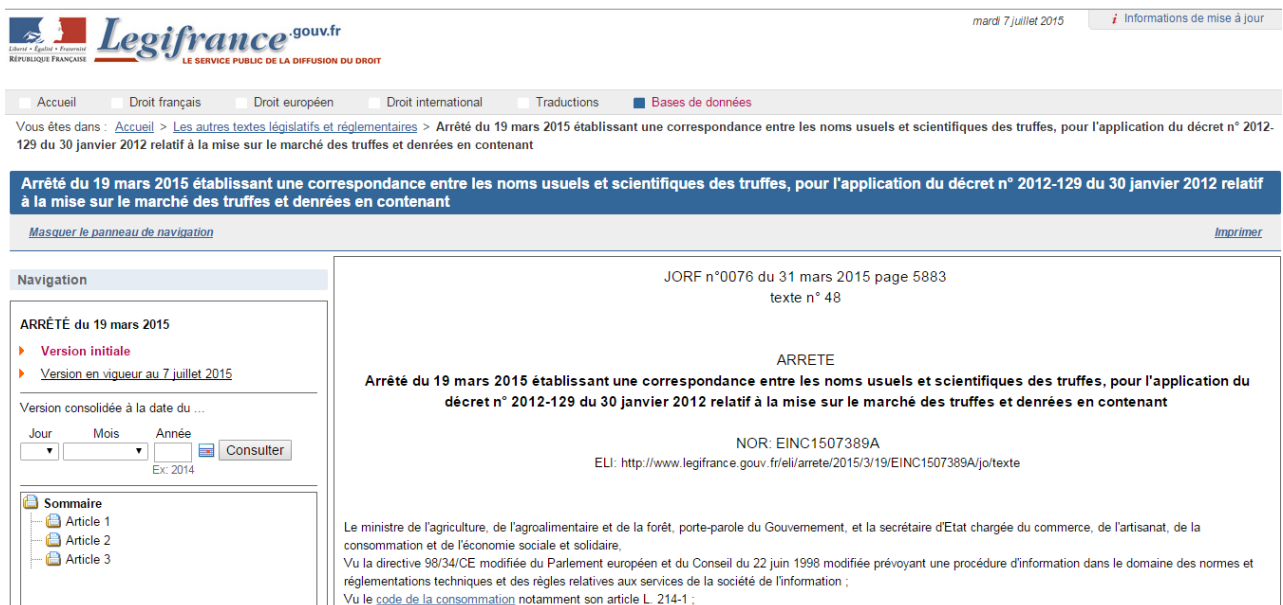 mardi 7 juillet 2015
i Informations de mise à jour
Liberté • Égalité • Fraternité
RÉPUBLIQUE FRANÇAISE
Legifrance.gouv.fr
LE SERVICE PUBLIC DE LA DIFFUSION DU DROIT
Accueil Droit français Droit européen Droit international Traductions Bases de données
Vous êtes dans : Accueil > Les autres textes législatifs et réglementaires > Arrêté du 19 mars 2015 établissant une correspondance entre les noms usuels et scientifiques des truffes, pour l'application du décret n° 2012-
129 du 30 janvier 2012 relatif à la mise sur le marché des truffes et denrées en contenant
Arrêté du 19 mars 2015 établissant une correspondance entre les noms usuels et scientifiques des truffes, pour l'application du décret n° 2012-129 du 30 janvier 2012 relatif
à la mise sur le marché des truffes et denrées en contenant
Masquer le panneau de navigation
Imprimer
Navigation
ARRÊTÉ du 19 mars 2015
Version initiale
Version en vigueur au 7 juillet 2015
Version consolidée à la date du ...
Jour Mois Année
Consulter
Ex: 2014
Sommaire
Article 1
Article 2
Article 3
JORF n°0076 du 31 mars 2015 page 5883
texte n° 48
ARRETE
Arrêté du 19 mars 2015 établissant une correspondance entre les noms usuels et scientifiques des truffes, pour l'application du
décret n° 2012-129 du 30 janvier 2012 relatif à la mise sur le marché des truffes et denrées en contenant
NOR: EINC1507389A
ELI: http://www.legifrance.gouv.fr/eli/arrete/2015/3/19/EINC1507389A/jo/texte
Le ministre de l'agriculture, de l'agroalimentaire et de la forêt, porte-parole du Gouvernement, et la secrétaire d'Etat chargée du commerce, de l'artisanat, de la
consommation et de l'économie sociale et solidaire,
Vu la directive 98/34/CE modifiée du Parlement européen et du Conseil du 22 juin 1998 modifiée prévoyant une procédure d'information dans le domaine des normes et
réglementations techniques et des règles relatives aux services de la société de l'information ;
Vu le code de la consommation notamment son article L. 214-1 ;